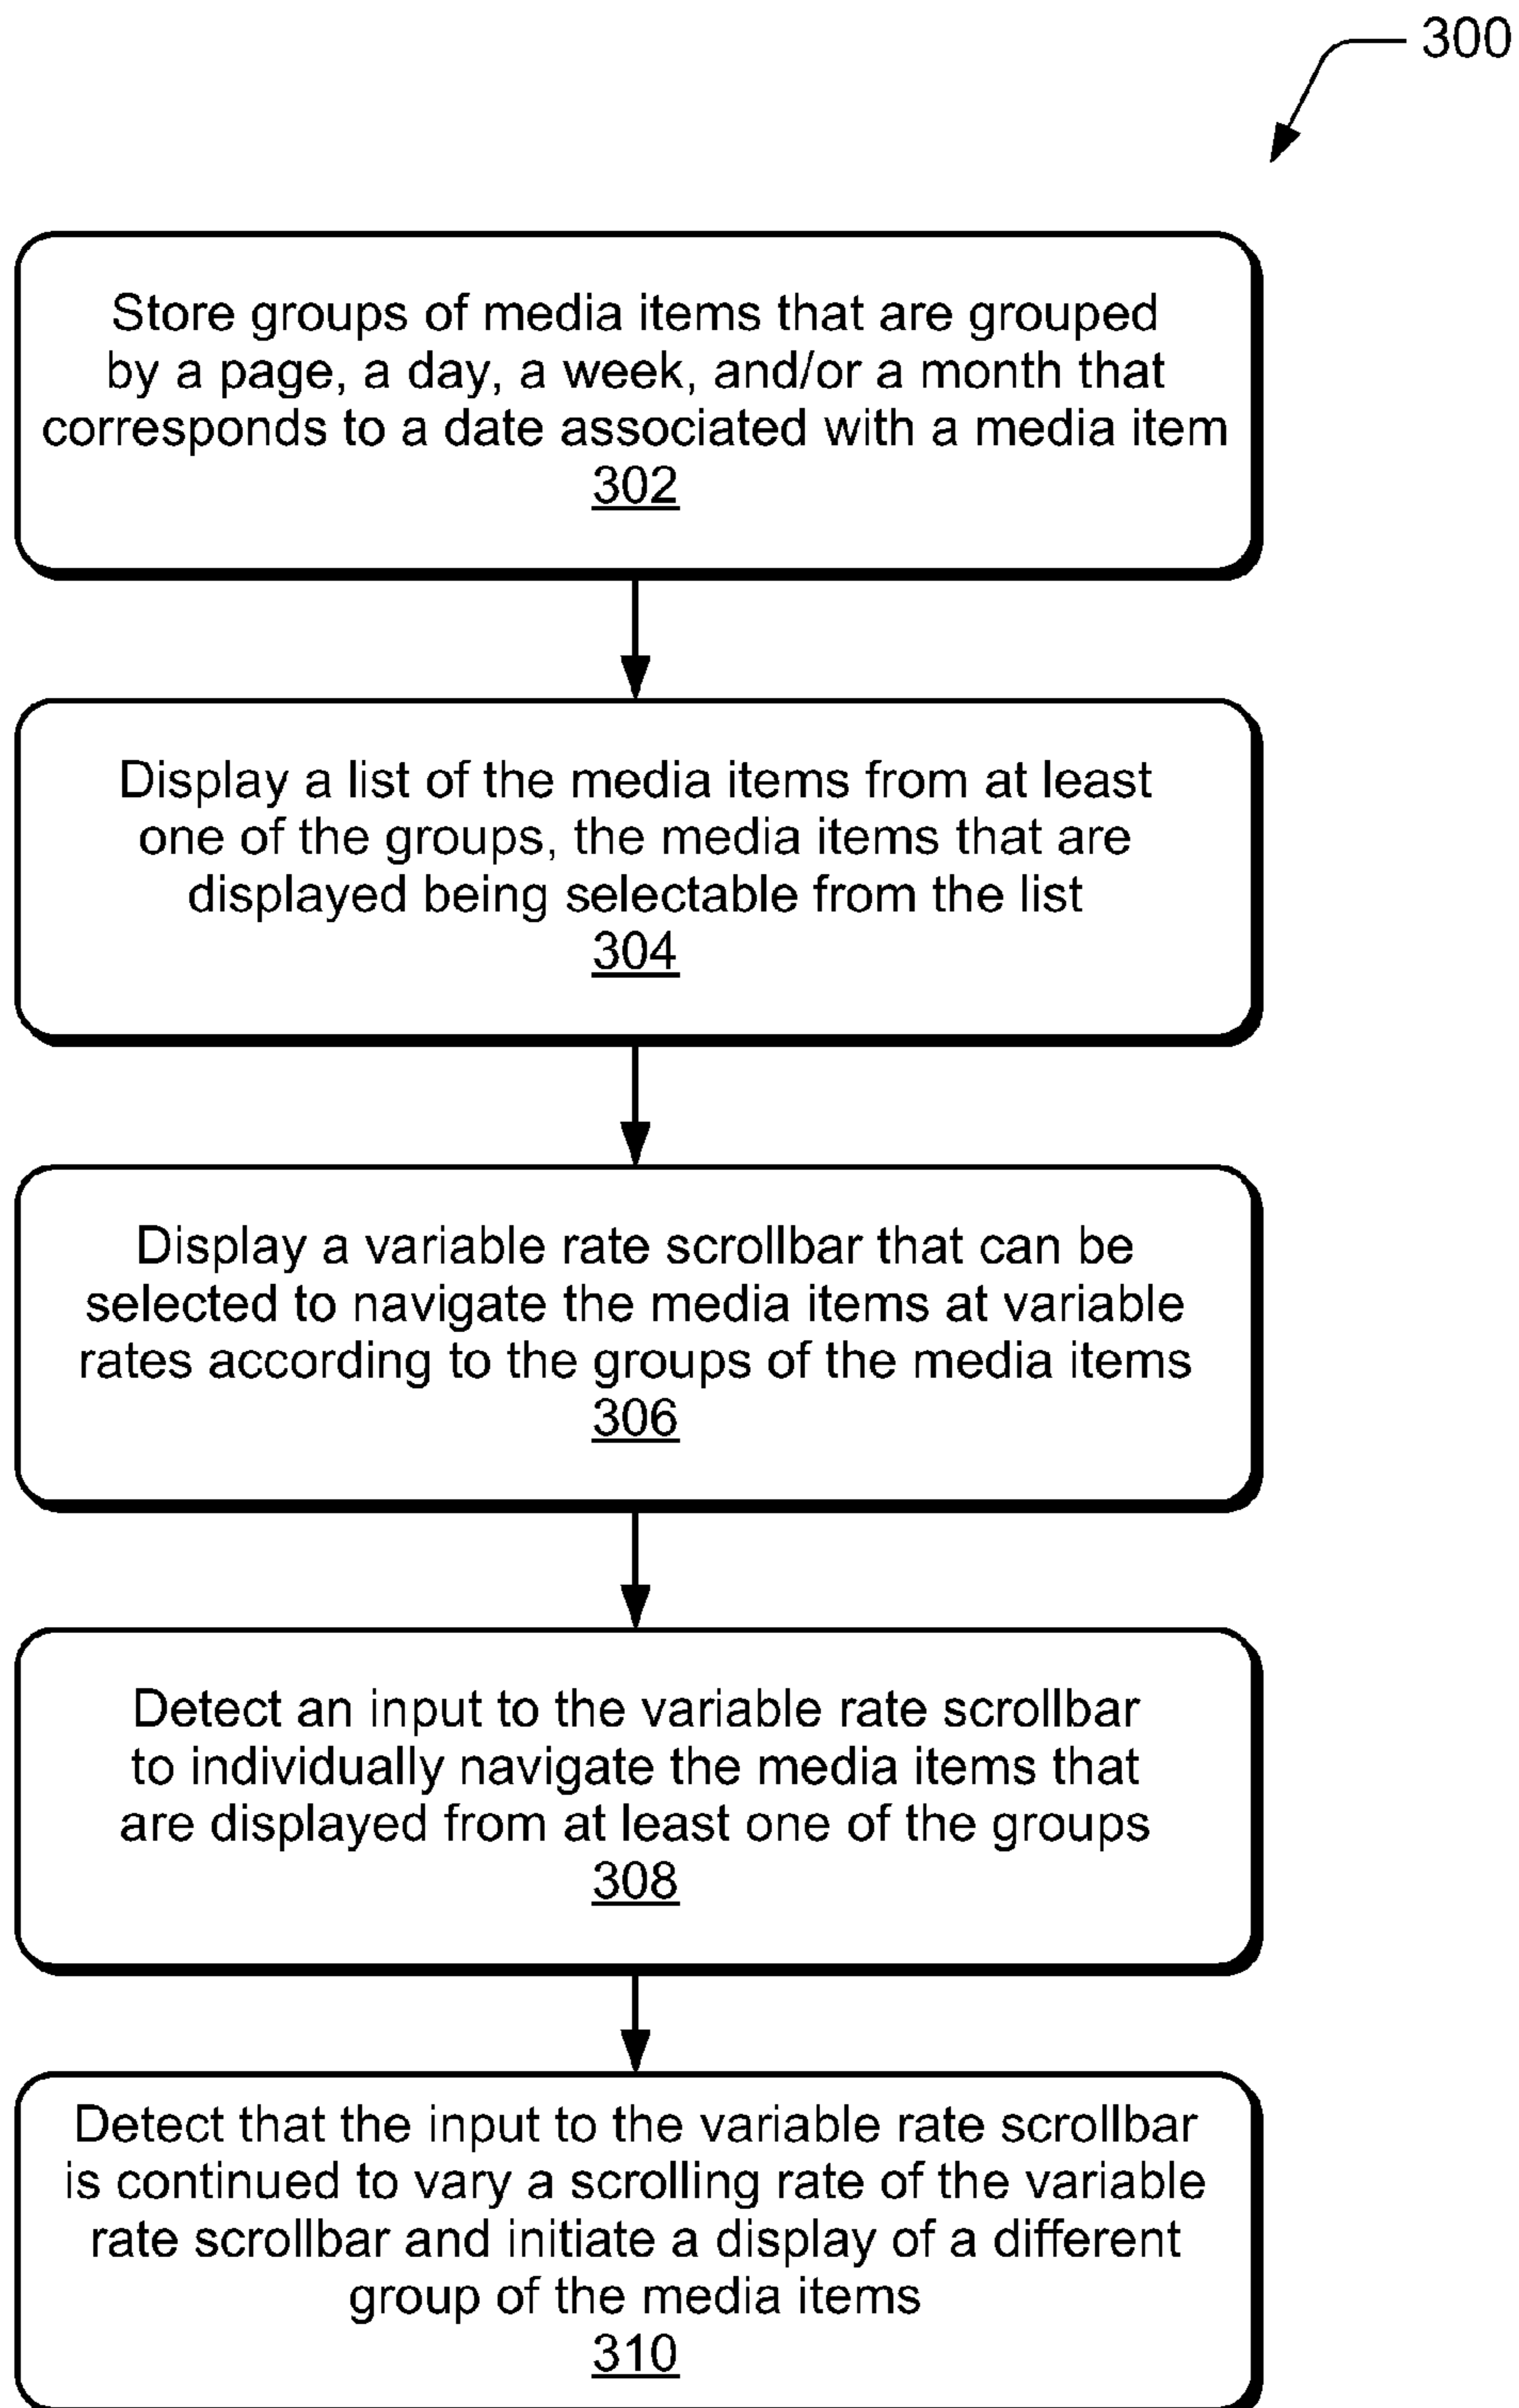 300
Store groups of media items that are grouped
by a page, a day, a week, and/or a month that
corresponds to a date associated with a media item
302
Display a list of the media items from at least
one of the groups, the media items that are
displayed being selectable from the list
304
Display a variable rate scrollbar that can be
selected to navigate the media items at variable
rates according to the groups of the media items
306
Detect an input to the variable rate scrollbar
to individually navigate the media items that
are displayed from at least one of the groups
308
Detect that the input to the variable rate scrollbar
is continued to vary a scrolling rate of the variable
rate scrollbar and initiate a display of a different
group of the media items
310